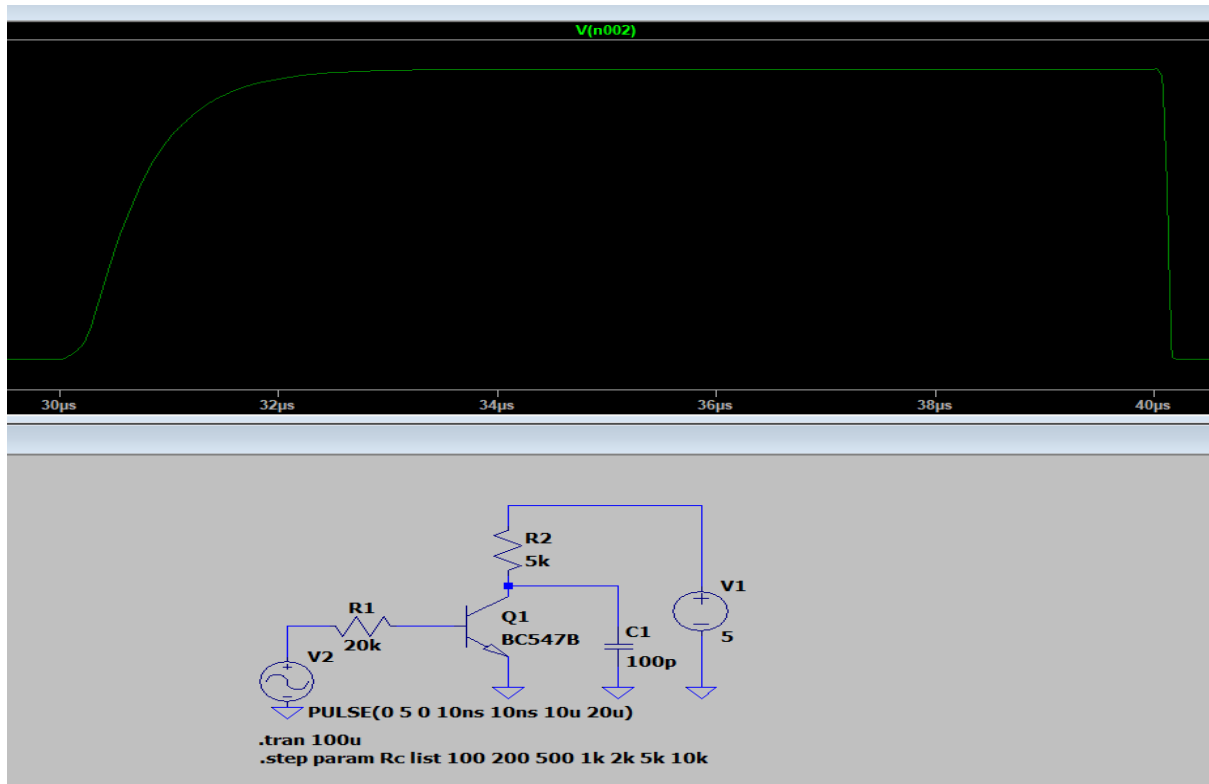 V(n002)
30µs 32µs 34µs 36µs 38µs 40µs
R2
5k
V1
R1
Q1
20k
BC547B
C1
5
V2
100p
PULSE(0 5 0 10ns 10ns 10u 20u)
.tran 100u
.step param Rc list 100 200 500 1k 2k 5k 10k